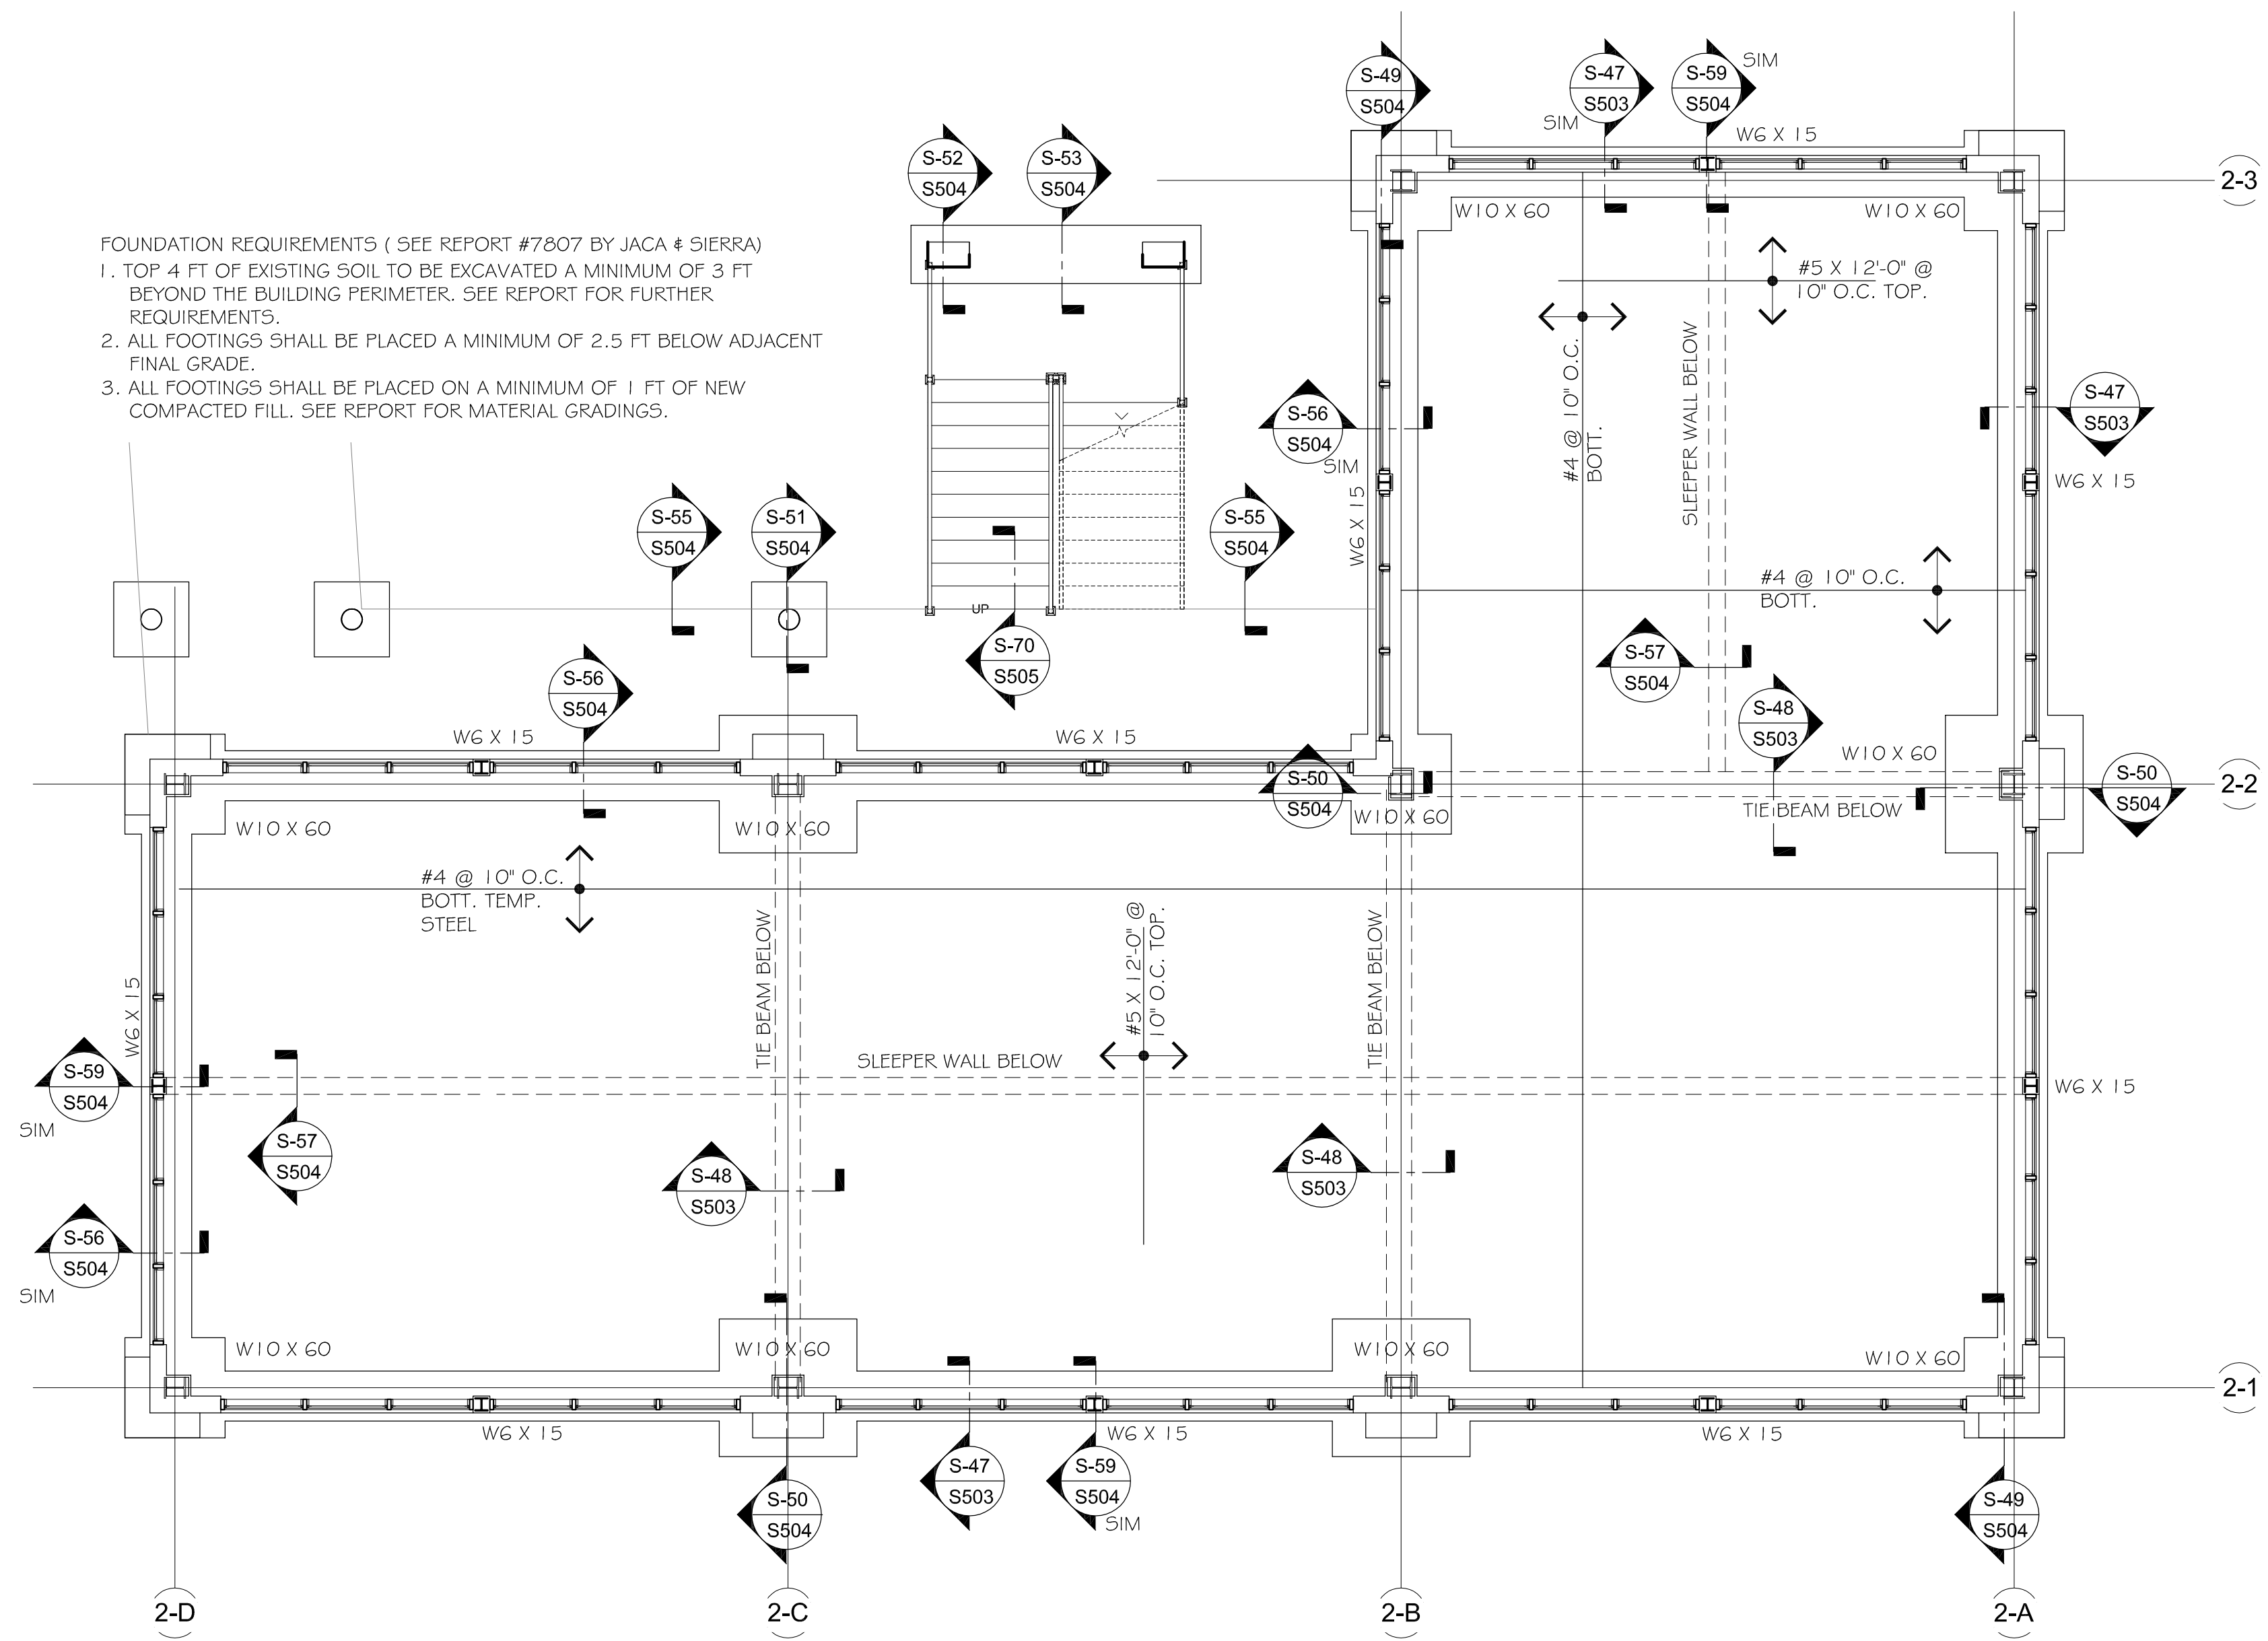 S-49
S504
S-47
S503
SIM
S-59
S504
SIM
W6 X 15
S-52
S504
S-53
S504
2-3
W10 X 60
W10 X 60
FOUNDATION REQUIREMENTS ( SEE REPORT #7807 BY JACA & SIERRA)
1. TOP 4 FT OF EXISTING SOIL TO BE EXCAVATED A MINIMUM OF 3 FT
BEYOND THE BUILDING PERIMETER. SEE REPORT FOR FURTHER
REQUIREMENTS.
2. ALL FOOTINGS SHALL BE PLACED A MINIMUM OF 2.5 FT BELOW ADJACENT
FINAL GRADE.
3. ALL FOOTINGS SHALL BE PLACED ON A MINIMUM OF 1 FT OF NEW
COMPACTED FILL. SEE REPORT FOR MATERIAL GRADINGS.
#5 X 12'-0" @
10" O.C. TOP.
#4 @ 10" O.C.
BOTT.
SLEEPER WALL BELOW
S-56
S504
SIM
S-47
S503
W6 X 15
W6 X 15
S-55
S504
S-51
S504
S-55
S504
#4 @ 10" O.C.
BOTT.
UP
S-70
S505
S-57
S504
S-56
S504
S-48
S503
W6 X 15
W6 X 15
W10 X 60
S-50
S504
S-50
S504
2-2
TIE BEAM BELOW
W10 X 60
W10 X 60
W10 X 60
#4 @ 10" O.C.
BOTT. TEMP.
STEEL
TIE BEAM BELOW
#5 X 12'-0" @
10" O.C. TOP.
TIE BEAM BELOW
W6 X 15
SLEEPER WALL BELOW
S-59
S504
SIM
W6 X 15
S-57
S504
S-48
S503
S-48
S503
S-56
S504
SIM
W10 X 60
W10 X 60
W10 X 60
W10 X 60
2-1
W6 X 15
W6 X 15
W6 X 15
S-47
S503
S-59
S504
SIM
S-50
S504
S-49
S504
2-D
2-C
2-B
2-A